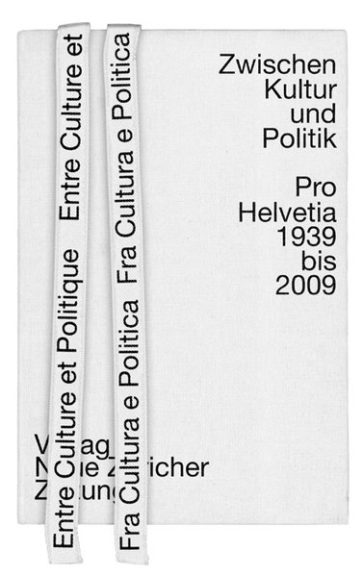 Zwischen
Kultur
und
Politik
Pro
Helvetia
1939
bis
2009
Entre Culture et Politique Entre Culture et
Fra Cultura e Politica Fra Cultura e Politica